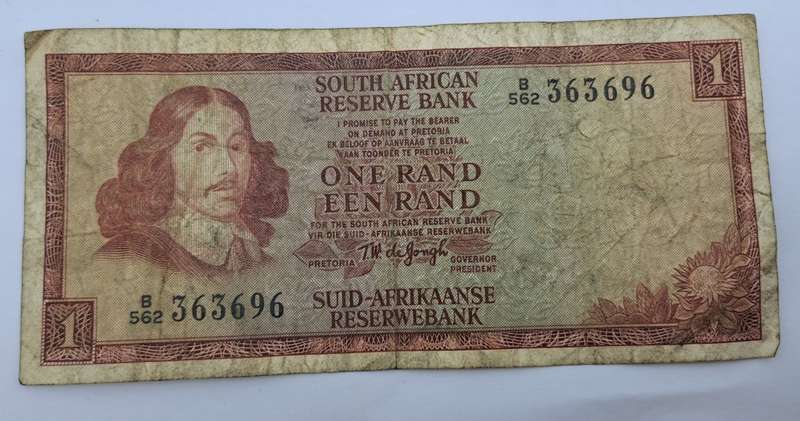 1
SOUTH AFRICAN
RESERVE BANK
B
562 363696
I PROMISE TO PAY THE BEARER
ON DEMAND AT PRETORIA
EK BELOOF OP AANVRAAG TE BETAAL
AAN TOONDER TE PRETORIA
ONE RAND
EEN RAND
FOR THE SOUTH AFRICAN RESERVE BANK
VIR DIE SUID-AFRIKAANSE RESERWEBANK
T.W. de Jongh
PRETORIA
GOVERNOR
PRESIDENT
B
562 363696
SUID-AFRIKAANSE
RESERWEBANK
1